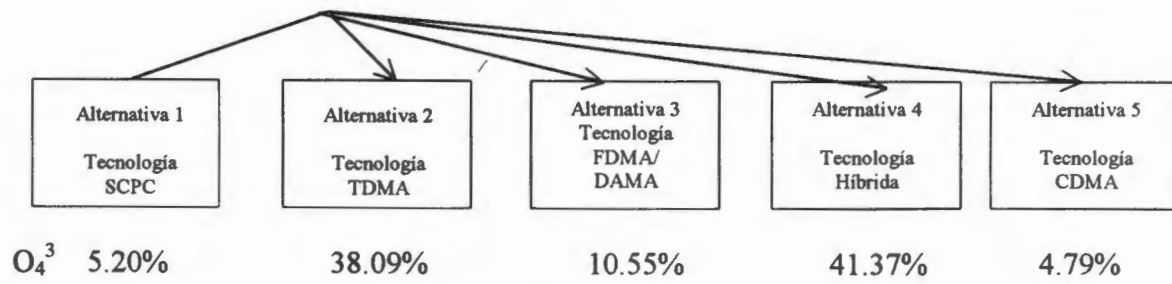 Alternativa 1
Tecnología
SCPC
Alternativa 2
Tecnología
TDMA
Alternativa 3
Tecnología
FDMA/
DAMA
Alternativa 4
Tecnología
Híbrida
Alternativa 5
Tecnología
CDMA
O₄³ 5.20% 38.09% 10.55% 41.37% 4.79%